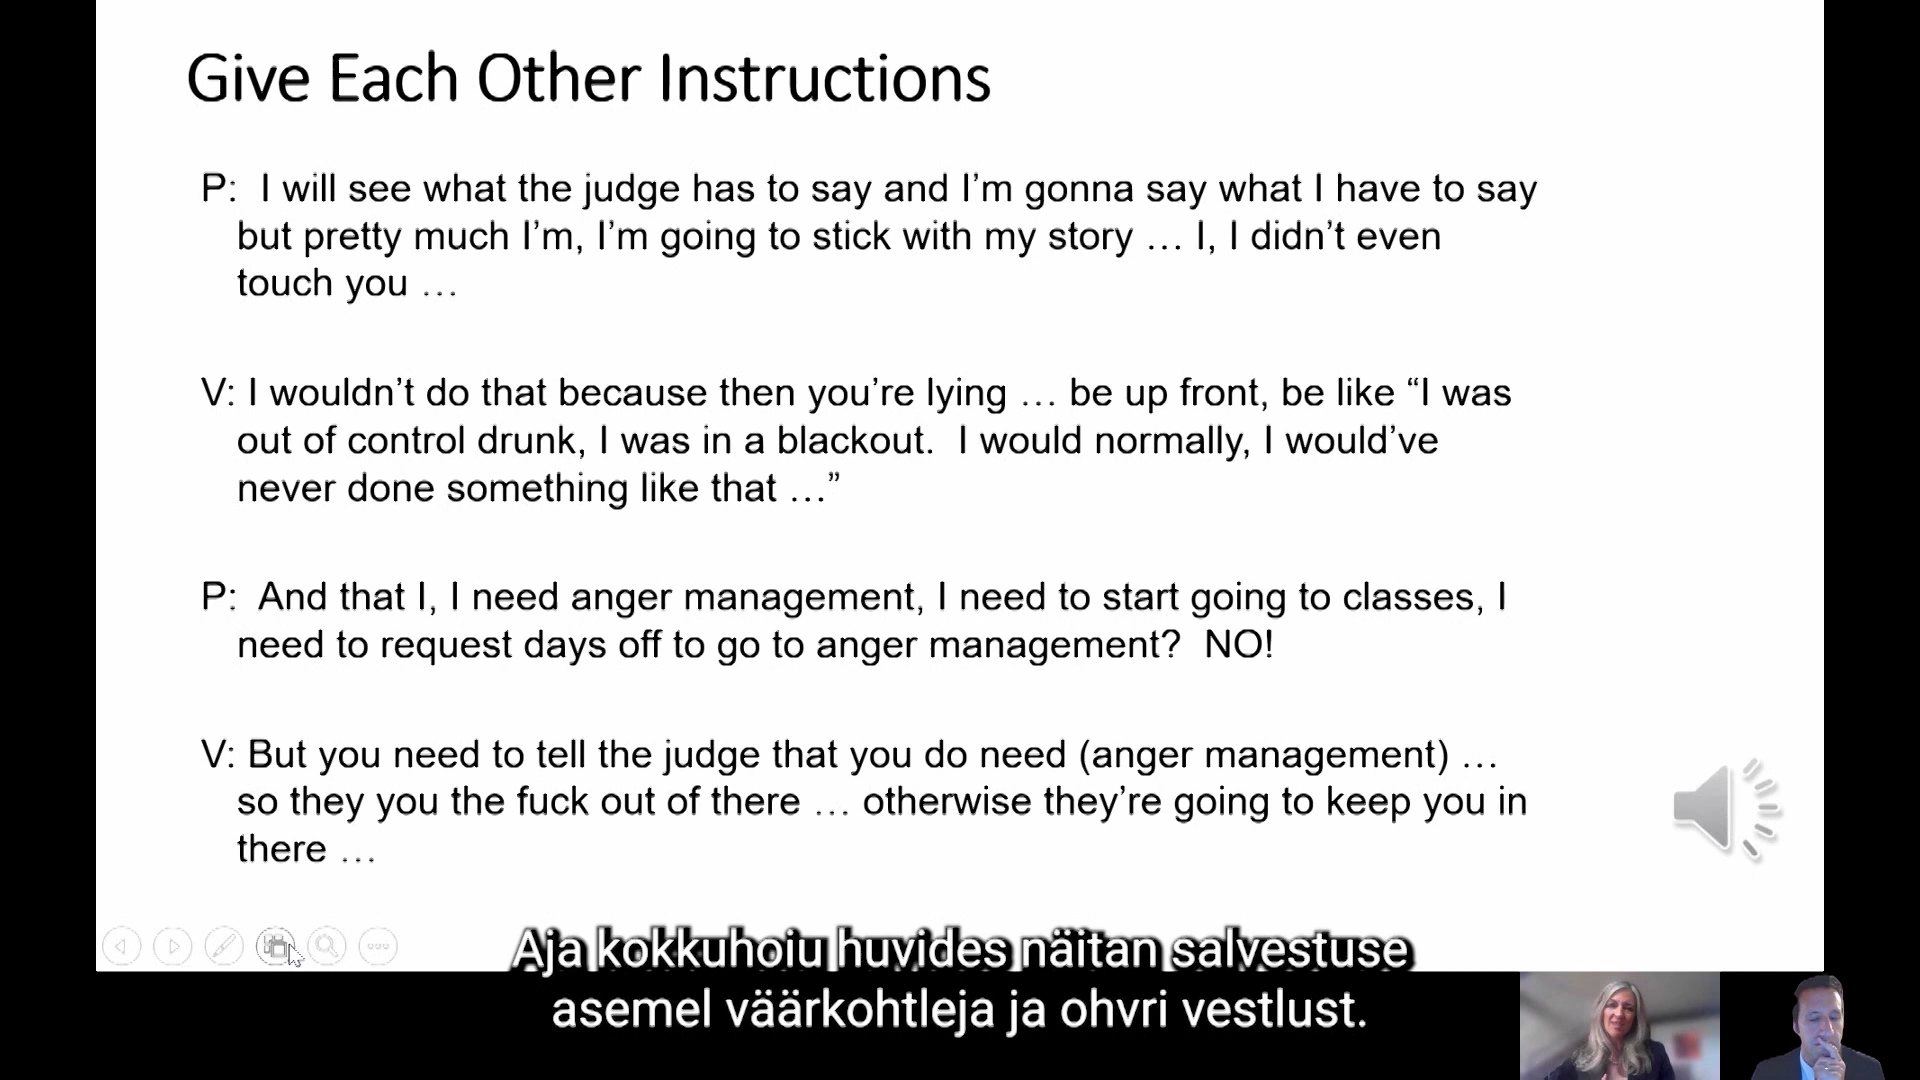 Give Each Other Instructions
P: I will see what the judge has to say and I’m gonna say what I have to say
but pretty much I’m, I’m going to stick with my story … I, I didn’t even
touch you …
V: I wouldn’t do that because then you’re lying … be up front, be like “I was
out of control drunk, I was in a blackout. I would normally, I would’ve
never done something like that …”
P: And that I, I need anger management, I need to start going to classes, I
need to request days off to go to anger management? NO!
V: But you need to tell the judge that you do need (anger management) …
so they you the fuck out of there … otherwise they’re going to keep you in
there …
Aja kokkuhoiu huvides näitan salvestuse
asemel väärkohtleja ja ohvri vestlust.